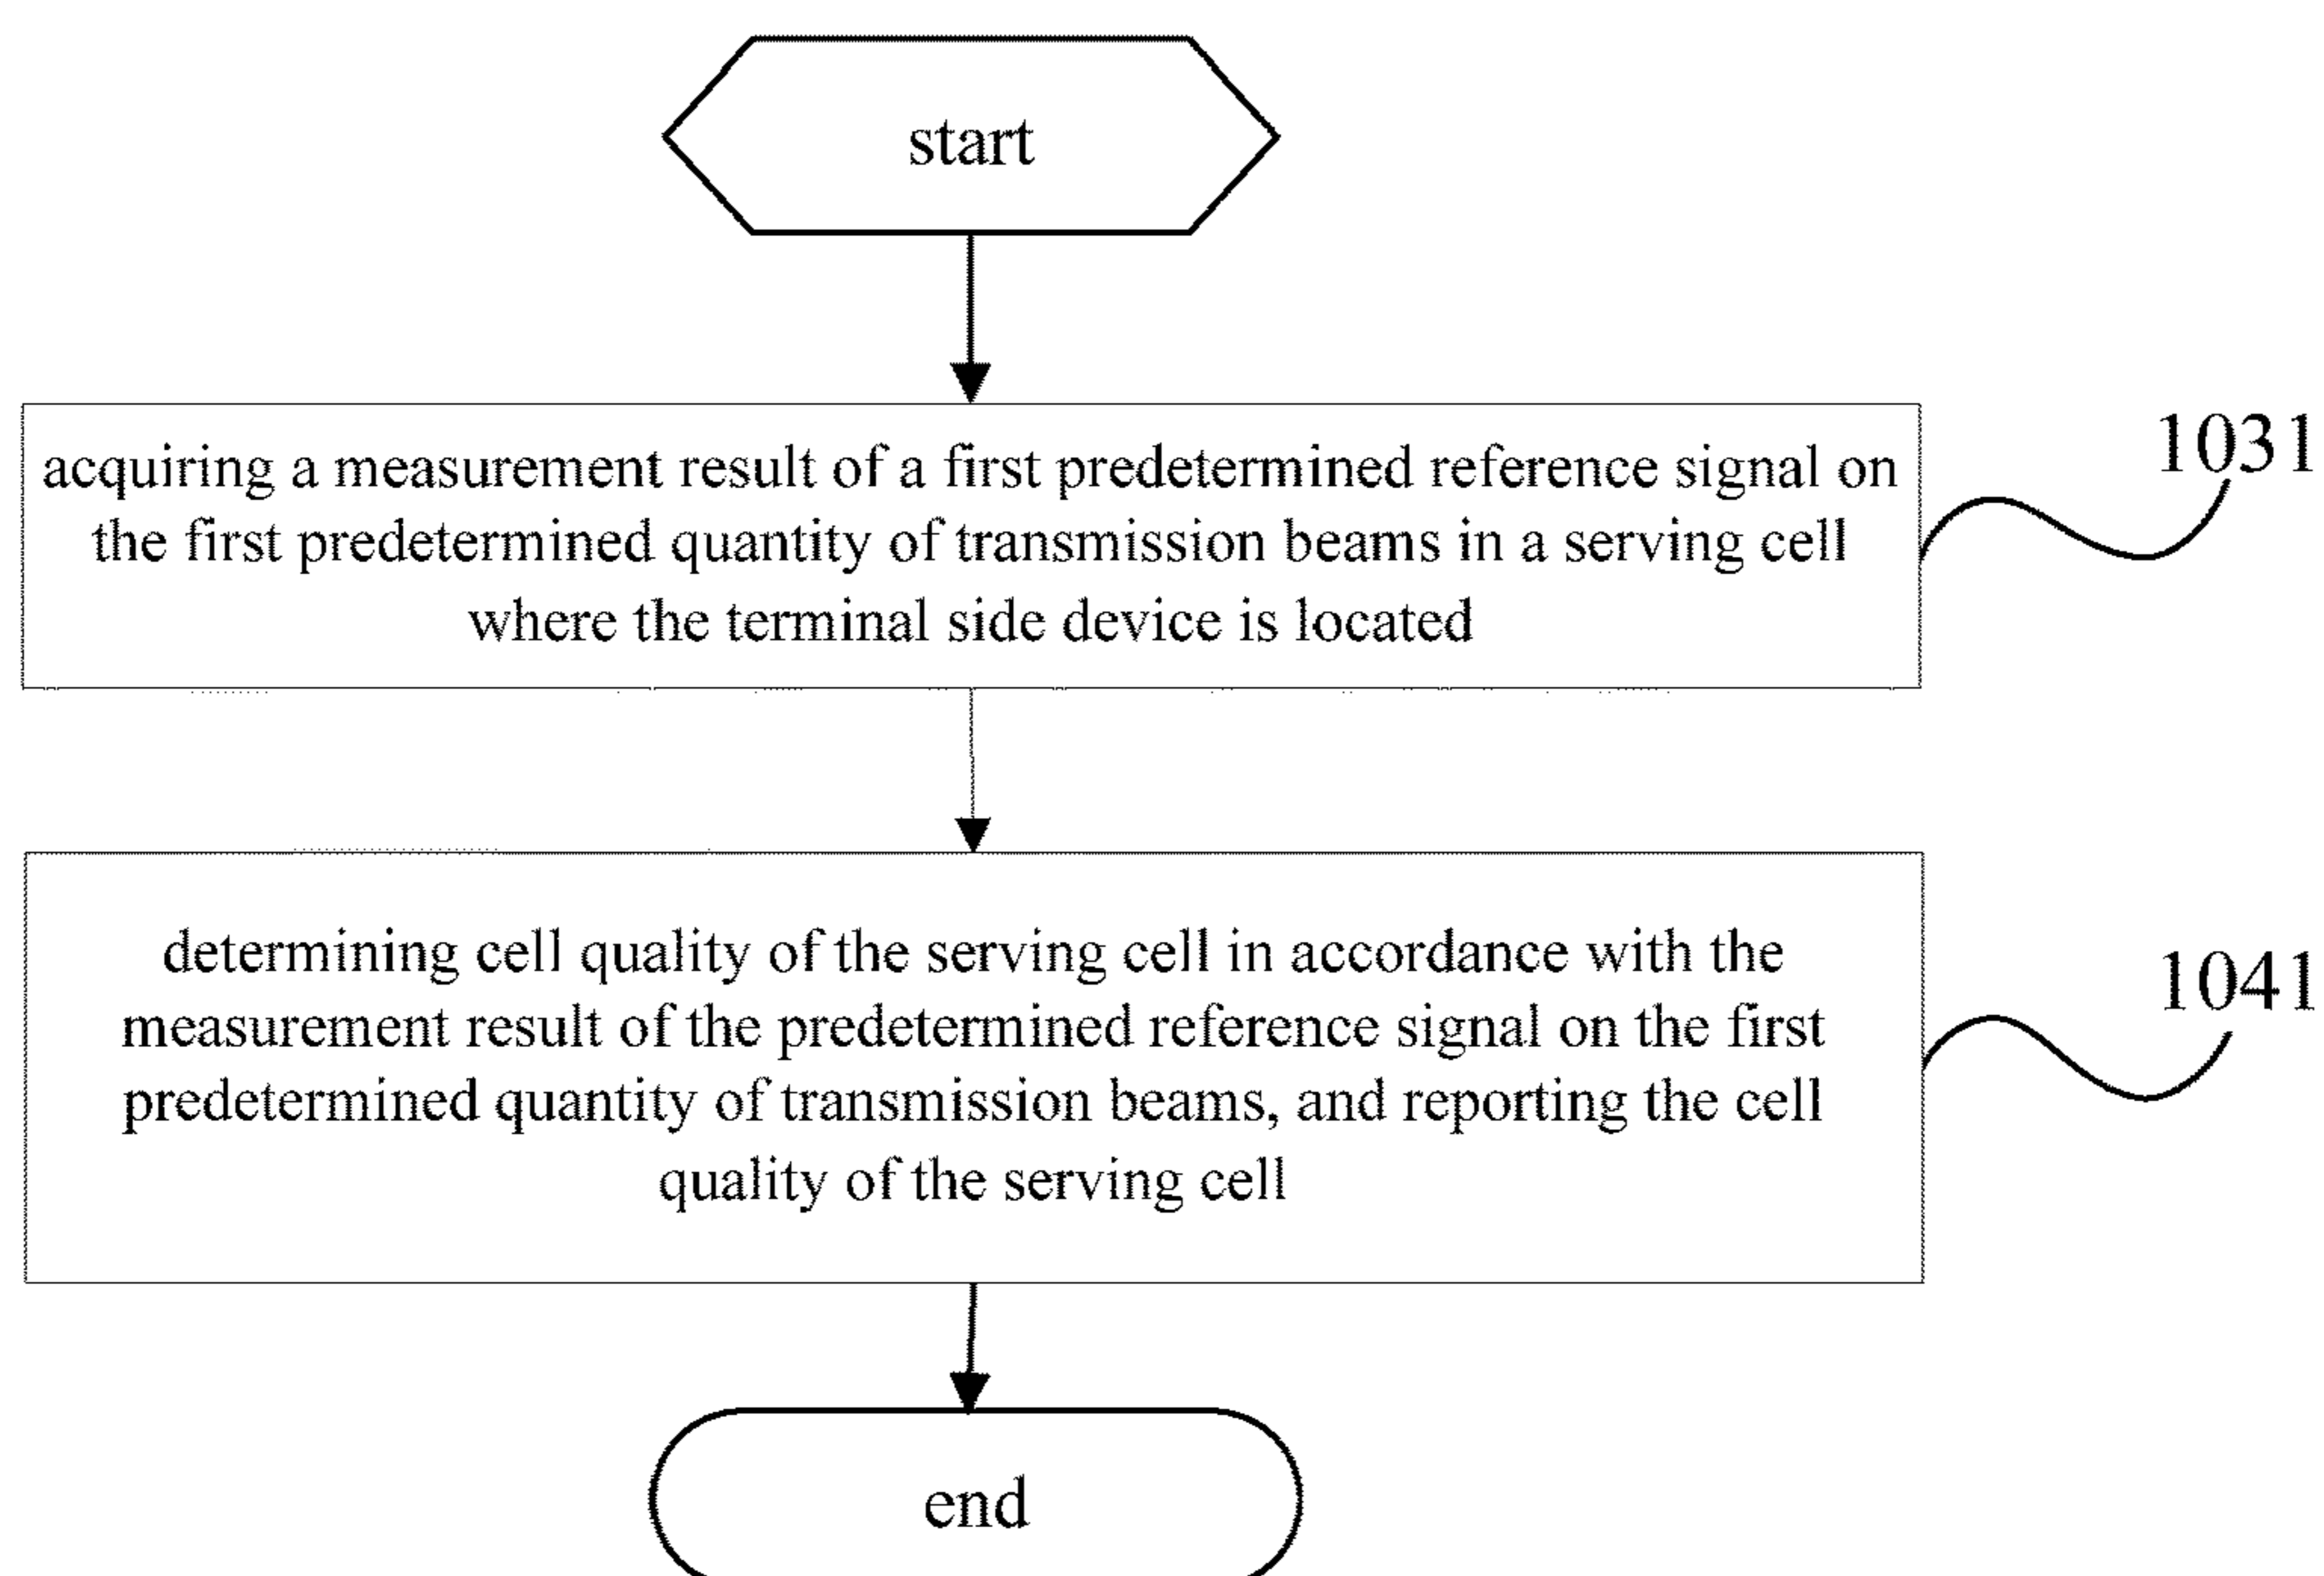 start
acquiring a measurement result of a first predetermined reference signal on
the first predetermined quantity of transmission beams in a serving cell
where the terminal side device is located
1031
determining cell quality of the serving cell in accordance with the
measurement result of the predetermined reference signal on the first
predetermined quantity of transmission beams, and reporting the cell
quality of the serving cell
1041
end